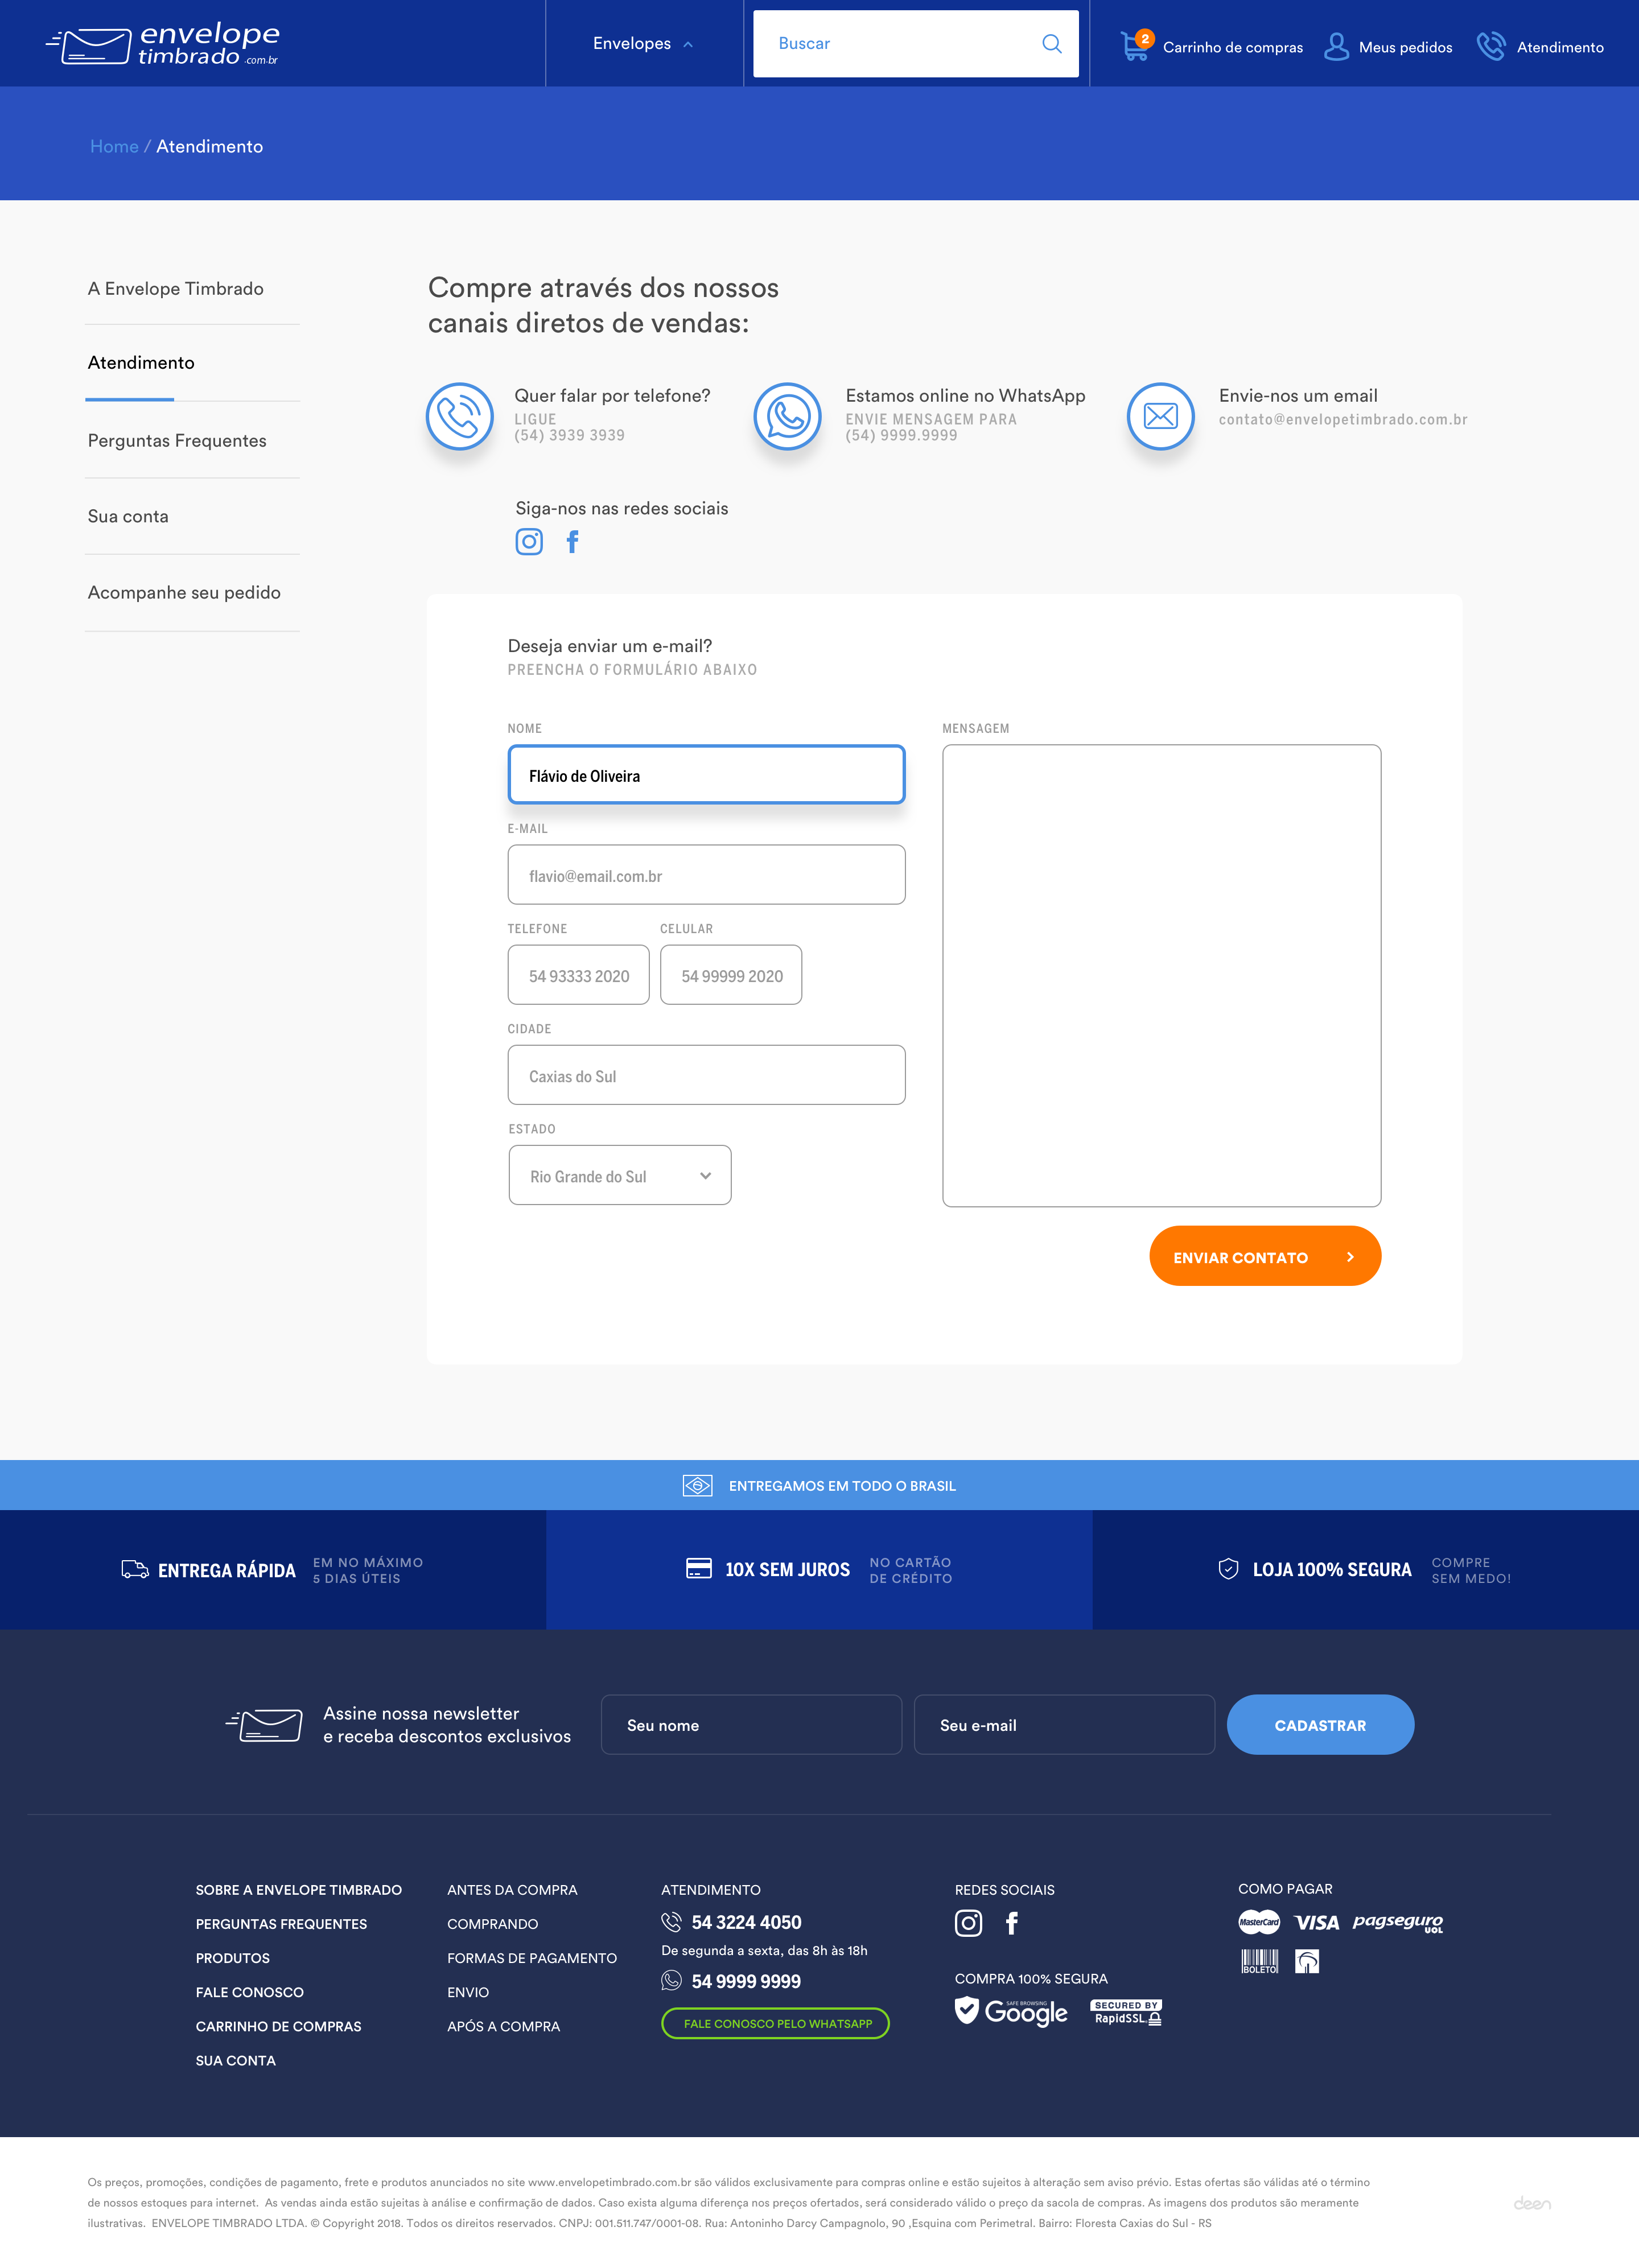 envelope
timbrado .com.br
Envelopes
Buscar
2
Carrinho de compras
Meus pedidos
Atendimento
Home / Atendimento
A Envelope Timbrado
Atendimento
Perguntas Frequentes
Sua conta
Acompanhe seu pedido
Compre através dos nossos
canais diretos de vendas:
Quer falar por telefone?
LIGUE
(54) 3939 3939
Estamos online no WhatsApp
ENVIE MENSAGEM PARA
(54) 9999.9999
Envie-nos um email
contato@envelopetimbrado.com.br
Siga-nos nas redes sociais
Deseja enviar um e-mail?
PREENCHA O FORMULÁRIO ABAIXO
NOME
Flávio de Oliveira
E-MAIL
flavio@email.com.br
TELEFONE
54 93333 2020
CELULAR
54 99999 2020
CIDADE
Caxias do Sul
ESTADO
Rio Grande do Sul
MENSAGEM
ENVIAR CONTATO
ENTREGAMOS EM TODO O BRASIL
ENTREGA RÁPIDA
EM NO MÁXIMO
5 DIAS ÚTEIS
10X SEM JUROS
NO CARTÃO
DE CRÉDITO
LOJA 100% SEGURA
COMPRE
SEM MEDO!
Assine nossa newsletter
e receba descontos exclusivos
Seu nome
Seu e-mail
CADASTRAR
SOBRE A ENVELOPE TIMBRADO
PERGUNTAS FREQUENTES
PRODUTOS
FALE CONOSCO
CARRINHO DE COMPRAS
SUA CONTA
ANTES DA COMPRA
COMPRANDO
FORMAS DE PAGAMENTO
ENVIO
APÓS A COMPRA
ATENDIMENTO
54 3224 4050
De segunda a sexta, das 8h às 18h
54 9999 9999
FALE CONOSCO PELO WHATSAPP
REDES SOCIAIS
COMPRA 100% SEGURA
SAFE BROWSING
Google
SECURED BY
RapidSSL
COMO PAGAR
MasterCard
VISA
pagseguro
UOL
BOLETO
Os preços, promoções, condições de pagamento, frete e produtos anunciados no site www.envelopetimbrado.com.br são válidos exclusivamente para compras online e estão sujeitos à alteração sem aviso prévio. Estas ofertas são válidas até o término
de nossos estoques para internet. As vendas ainda estão sujeitas à análise e confirmação de dados. Caso exista alguma diferença nos preços ofertados, será considerado válido o preço da sacola de compras. As imagens dos produtos são meramente
ilustrativas. ENVELOPE TIMBRADO LTDA. © Copyright 2018. Todos os direitos reservados. CNPJ: 001.511.747/0001-08. Rua: Antoninho Darcy Campagnolo, 90 ,Esquina com Perimetral. Bairro: Floresta Caxias do Sul - RS
deen